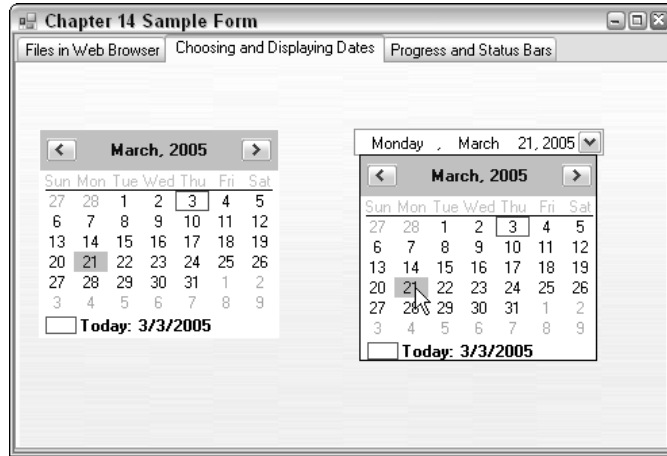 Chapter 14 Sample Form
Files in Web Browser Choosing and Displaying Dates Progress and Status Bars
March, 2005
Sun Mon Tue Wed Thu Fri Sat
27 28 1 2 3 4 5
6 7 8 9 10 11 12
13 14 15 16 17 18 19
20 21 22 23 24 25 26
27 28 29 30 31 1 2
3 4 5 6 7 8 9
Today: 3/3/2005
Monday , March 21, 2005
March, 2005
Sun Mon Tue Wed Thu Fri Sat
27 28 1 2 3 4 5
6 7 8 9 10 11 12
13 14 15 16 17 18 19
20 21 22 23 24 25 26
27 28 29 30 31 1 2
3 4 5 6 7 8 9
Today: 3/3/2005